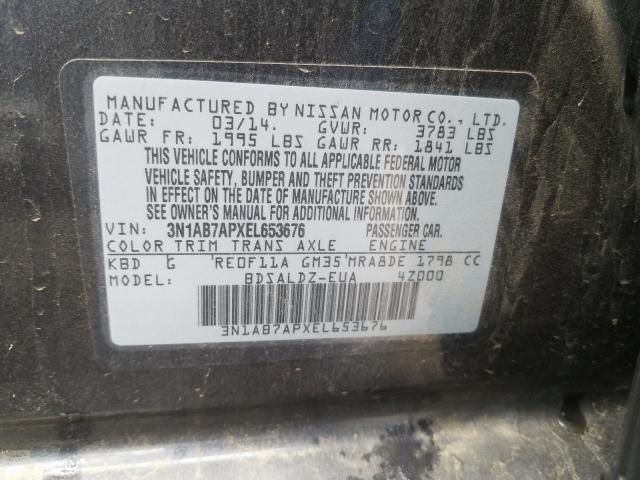 MANUFACTURED BY NISSAN MOTOR CO., LTD.
DATE: 03/14. GVWR: 3783 LBS
GAWR FR: 1995 LBS GAWR RR: 1841 LBS
THIS VEHICLE CONFORMS TO ALL APPLICABLE FEDERAL MOTOR
VEHICLE SAFETY, BUMPER AND THEFT PREVENTION STANDARDS
IN EFFECT ON THE DATE OF MANUFACTURE SHOWN ABOVE.
SEE OWNER'S MANUAL FOR ADDITIONAL INFORMATION.
VIN: 3N1AB7APXEL653676 PASSENGER CAR.
COLOR TRIM TRANS AXLE ENGINE
KBD G RE0F11A GM35 MRA8DE 1798 CC
MODEL: BDSALDZ-EUA 4Z000
3N1AB7APXEL653676